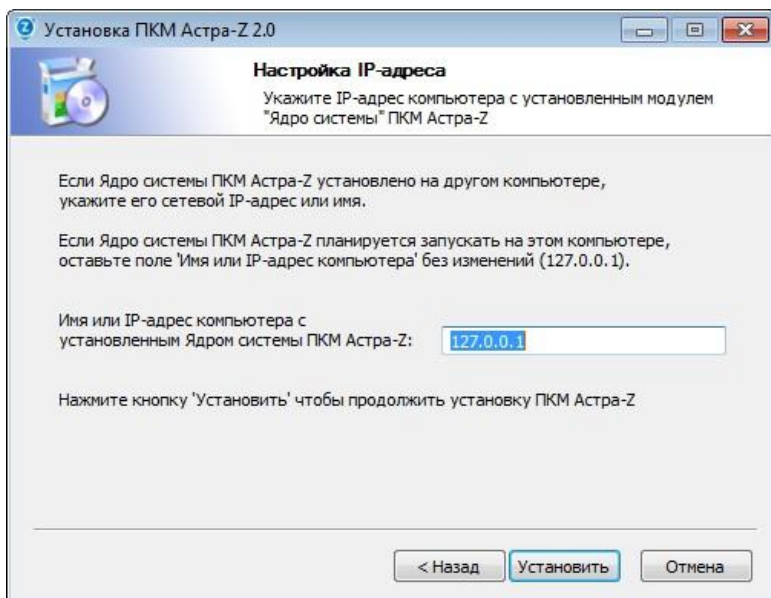 Установка ПКМ Астра-Z 2.0
Настройка IP-адреса
Укажите IP-адрес компьютера с установленным модулем
"Ядро системы" ПКМ Астра-Z
Если Ядро системы ПКМ Астра-Z установлено на другом компьютере,
укажите его сетевой IP-адрес или имя.
Если Ядро системы ПКМ Астра-Z планируется запускать на этом компьютере,
оставьте поле 'Имя или IP-адрес компьютера' без изменений (127.0.0.1).
Имя или IP-адрес компьютера с
установленным Ядром системы ПКМ Астра-Z:
127.0.0.1
Нажмите кнопку 'Установить' чтобы продолжить установку ПКМ Астра-Z
< Назад
Установить
Отмена